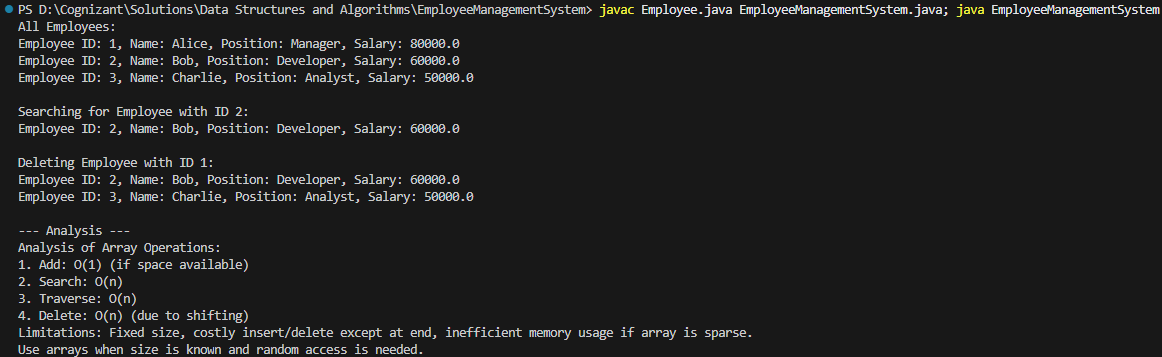 PS D:\Cognizant\Solutions\Data Structures and Algorithms\EmployeeManagementSystem> javac Employee.java EmployeeManagementSystem.java; java EmployeeManagementSystem
All Employees:
Employee ID: 1, Name: Alice, Position: Manager, Salary: 80000.0
Employee ID: 2, Name: Bob, Position: Developer, Salary: 60000.0
Employee ID: 3, Name: Charlie, Position: Analyst, Salary: 50000.0
Searching for Employee with ID 2:
Employee ID: 2, Name: Bob, Position: Developer, Salary: 60000.0
Deleting Employee with ID 1:
Employee ID: 2, Name: Bob, Position: Developer, Salary: 60000.0
Employee ID: 3, Name: Charlie, Position: Analyst, Salary: 50000.0
--- Analysis ---
Analysis of Array Operations:
1. Add: O(1) (if space available)
2. Search: O(n)
3. Traverse: O(n)
4. Delete: O(n) (due to shifting)
Limitations: Fixed size, costly insert/delete except at end, inefficient memory usage if array is sparse.
Use arrays when size is known and random access is needed.